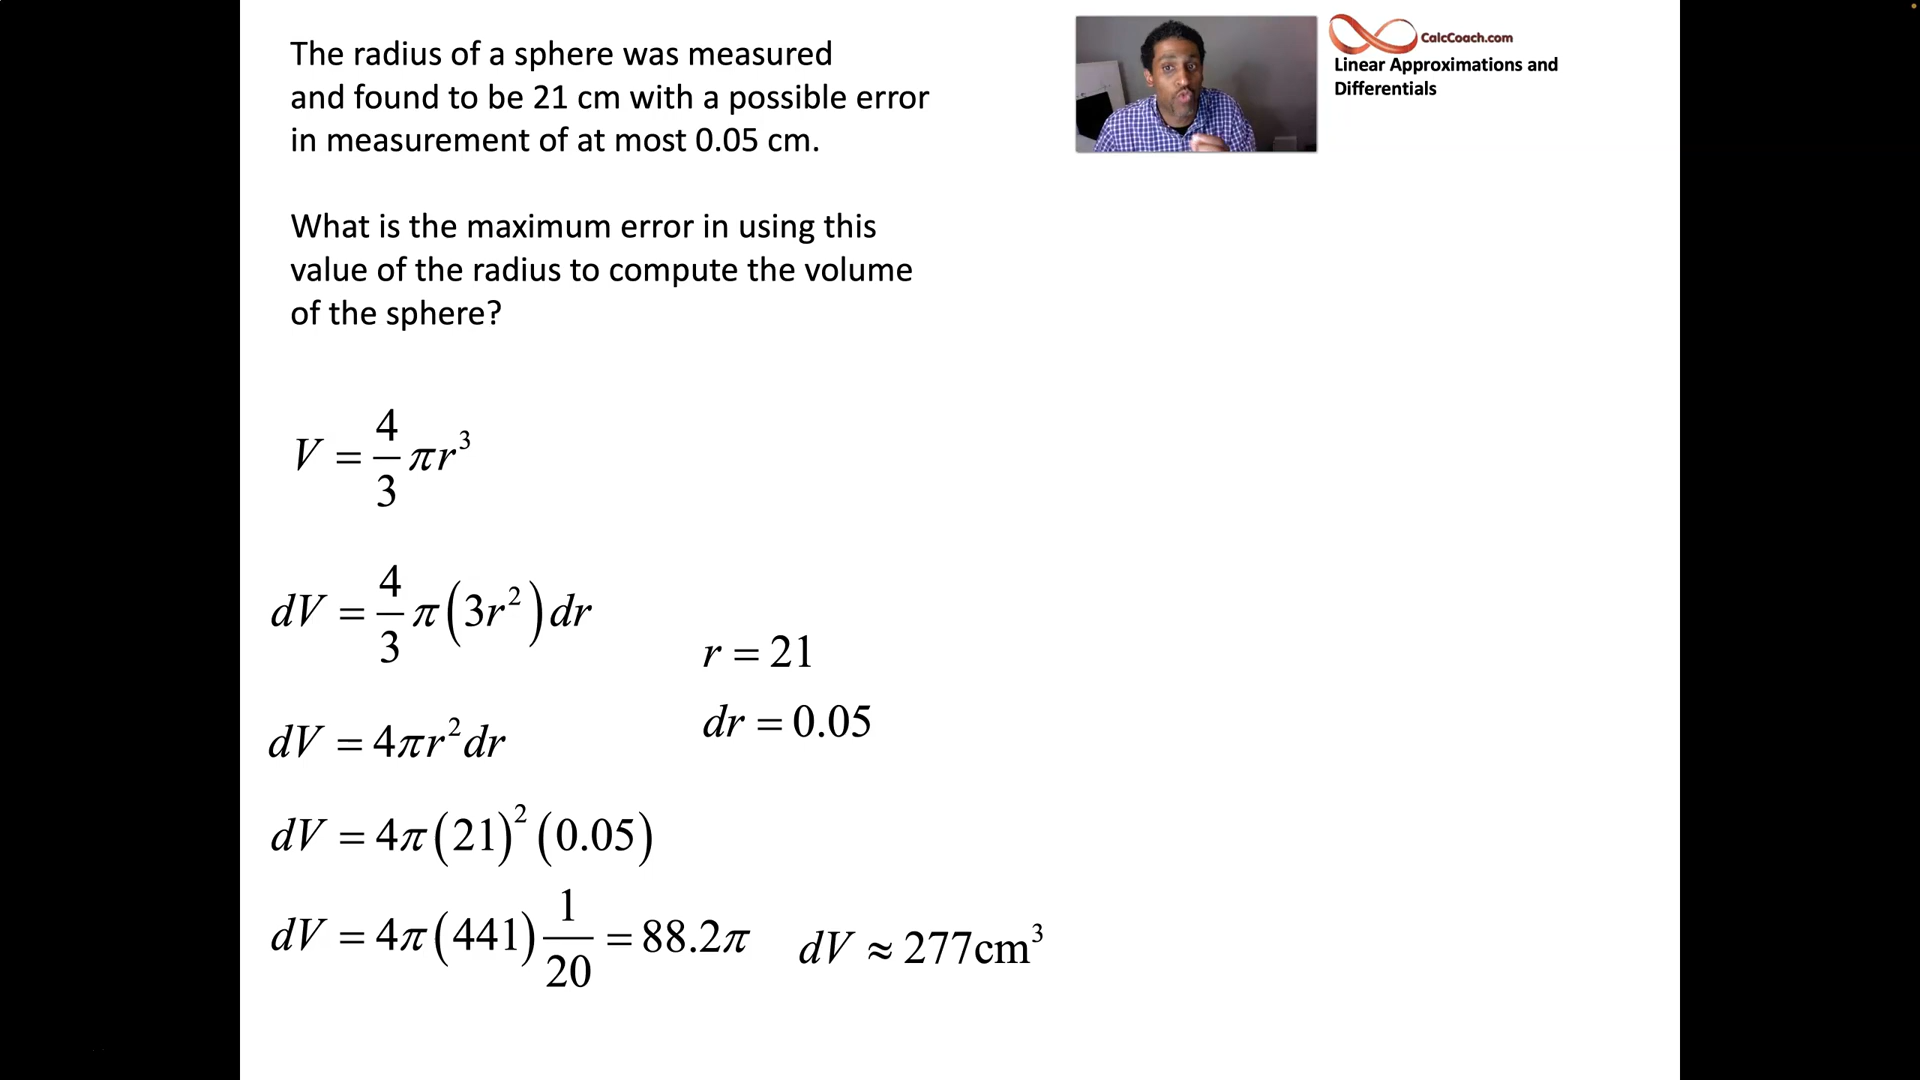 The radius of a sphere was measured
and found to be 21 cm with a possible error
in measurement of at most 0.05 cm.
What is the maximum error in using this
value of the radius to compute the volume
of the sphere?
CalcCoach.com
Linear Approximations and
Differentials
V = 4/3 πr³
dV = 4/3 π(3r²)dr
r = 21
dr = 0.05
dV = 4πr²dr
dV = 4π(21)²(0.05)
dV = 4π(441) 1/20 = 88.2π
dV ≈ 277cm³